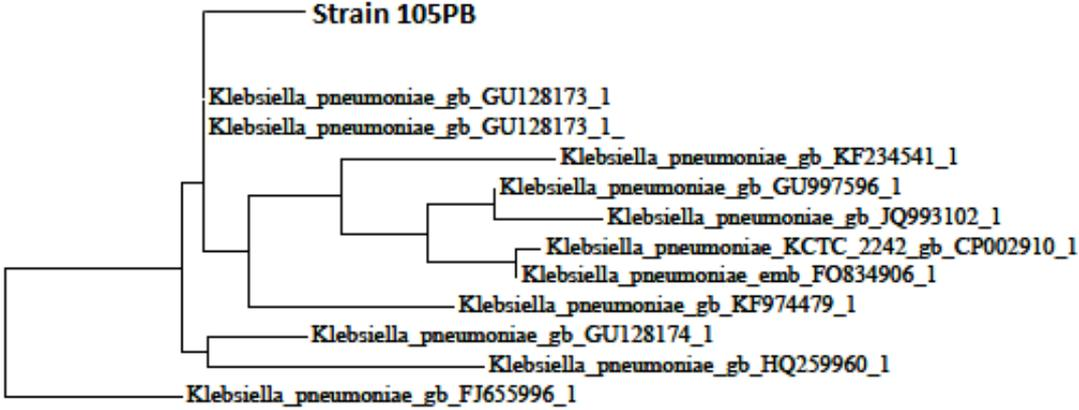 Strain 105PB
Klebsiella_pneumoniae_gb_GU128173_1
Klebsiella_pneumoniae_gb_GU128173_1_
Klebsiella_pneumoniae_gb_KF234541_1
Klebsiella_pneumoniae_gb_GU997596_1
Klebsiella_pneumoniae_gb_JQ993102_1
Klebsiella_pneumoniae_KCTC_2242_gb_CP002910_1
Klebsiella_pneumoniae_emb_FO834906_1
Klebsiella_pneumoniae_gb_KF974479_1
Klebsiella_pneumoniae_gb_GU128174_1
Klebsiella_pneumoniae_gb_HQ259960_1
Klebsiella_pneumoniae_gb_FJ655996_1